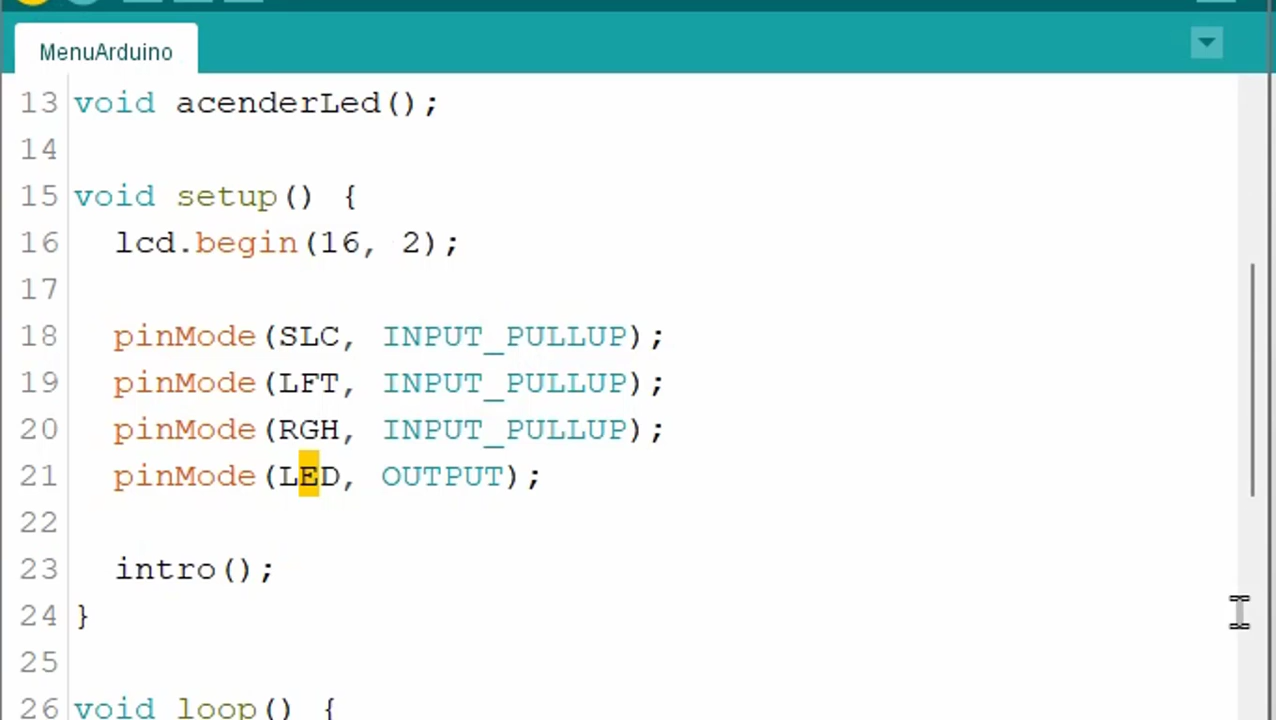 MenuArduino
13 void acenderLed();
14
15 void setup() {
16 lcd.begin(16, 2);
17
18 pinMode(SLC, INPUT_PULLUP);
19 pinMode(LFT, INPUT_PULLUP);
20 pinMode(RGH, INPUT_PULLUP);
21 pinMode(LED, OUTPUT);
22
23 intro();
24 }
25
26 void loop() {